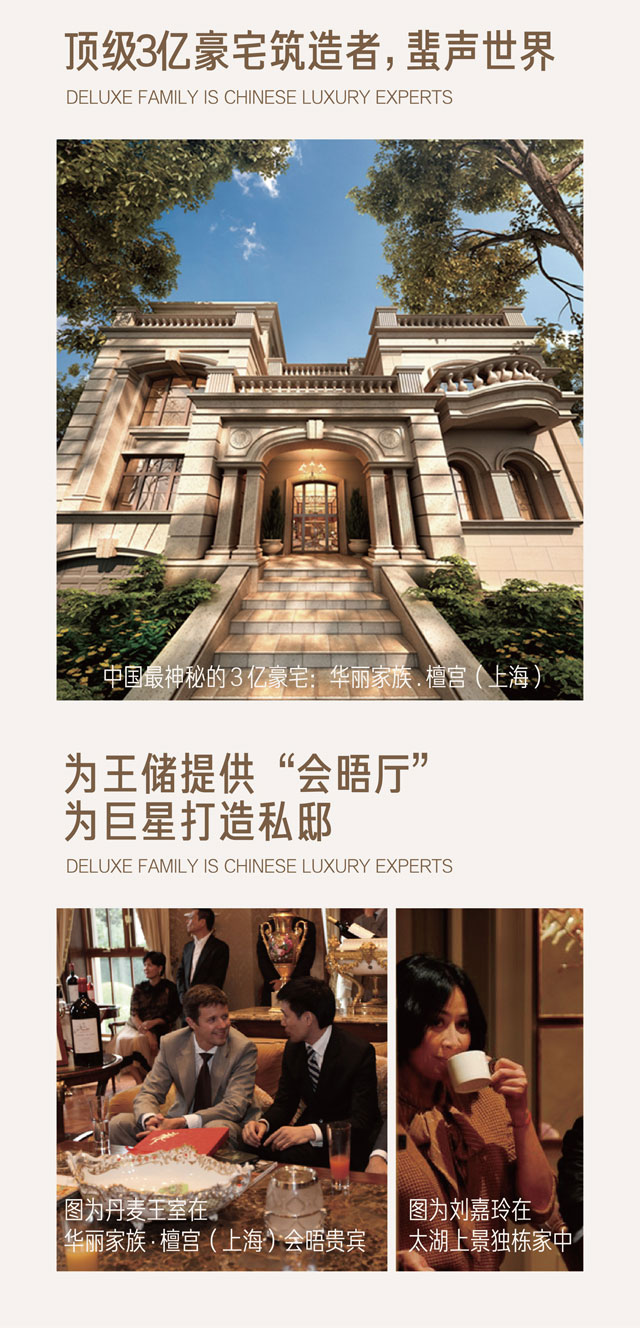 顶级3亿豪宅筑造者，蜚声世界
DELUXE FAMILY IS CHINESE LUXURY EXPERTS
中国最神秘的3亿豪宅：华丽家族.檀宫（上海）
为王储提供“会晤厅”
为巨星打造私邸
DELUXE FAMILY IS CHINESE LUXURY EXPERTS
图为丹麦王室在
华丽家族·檀宫（上海）会晤贵宾
图为刘嘉玲在
太湖上景独栋家中